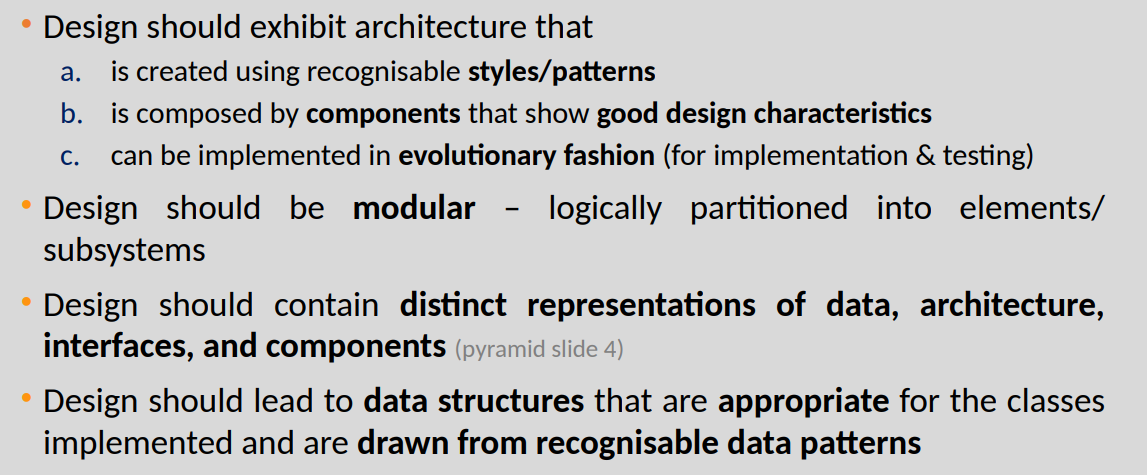 • Design should exhibit architecture that
a. is created using recognisable styles/patterns
b. is composed by components that show good design characteristics
c. can be implemented in evolutionary fashion (for implementation & testing)
• Design should be modular – logically partitioned into elements/
subsystems
• Design should contain distinct representations of data, architecture,
interfaces, and components (pyramid slide 4)
• Design should lead to data structures that are appropriate for the classes
implemented and are drawn from recognisable data patterns